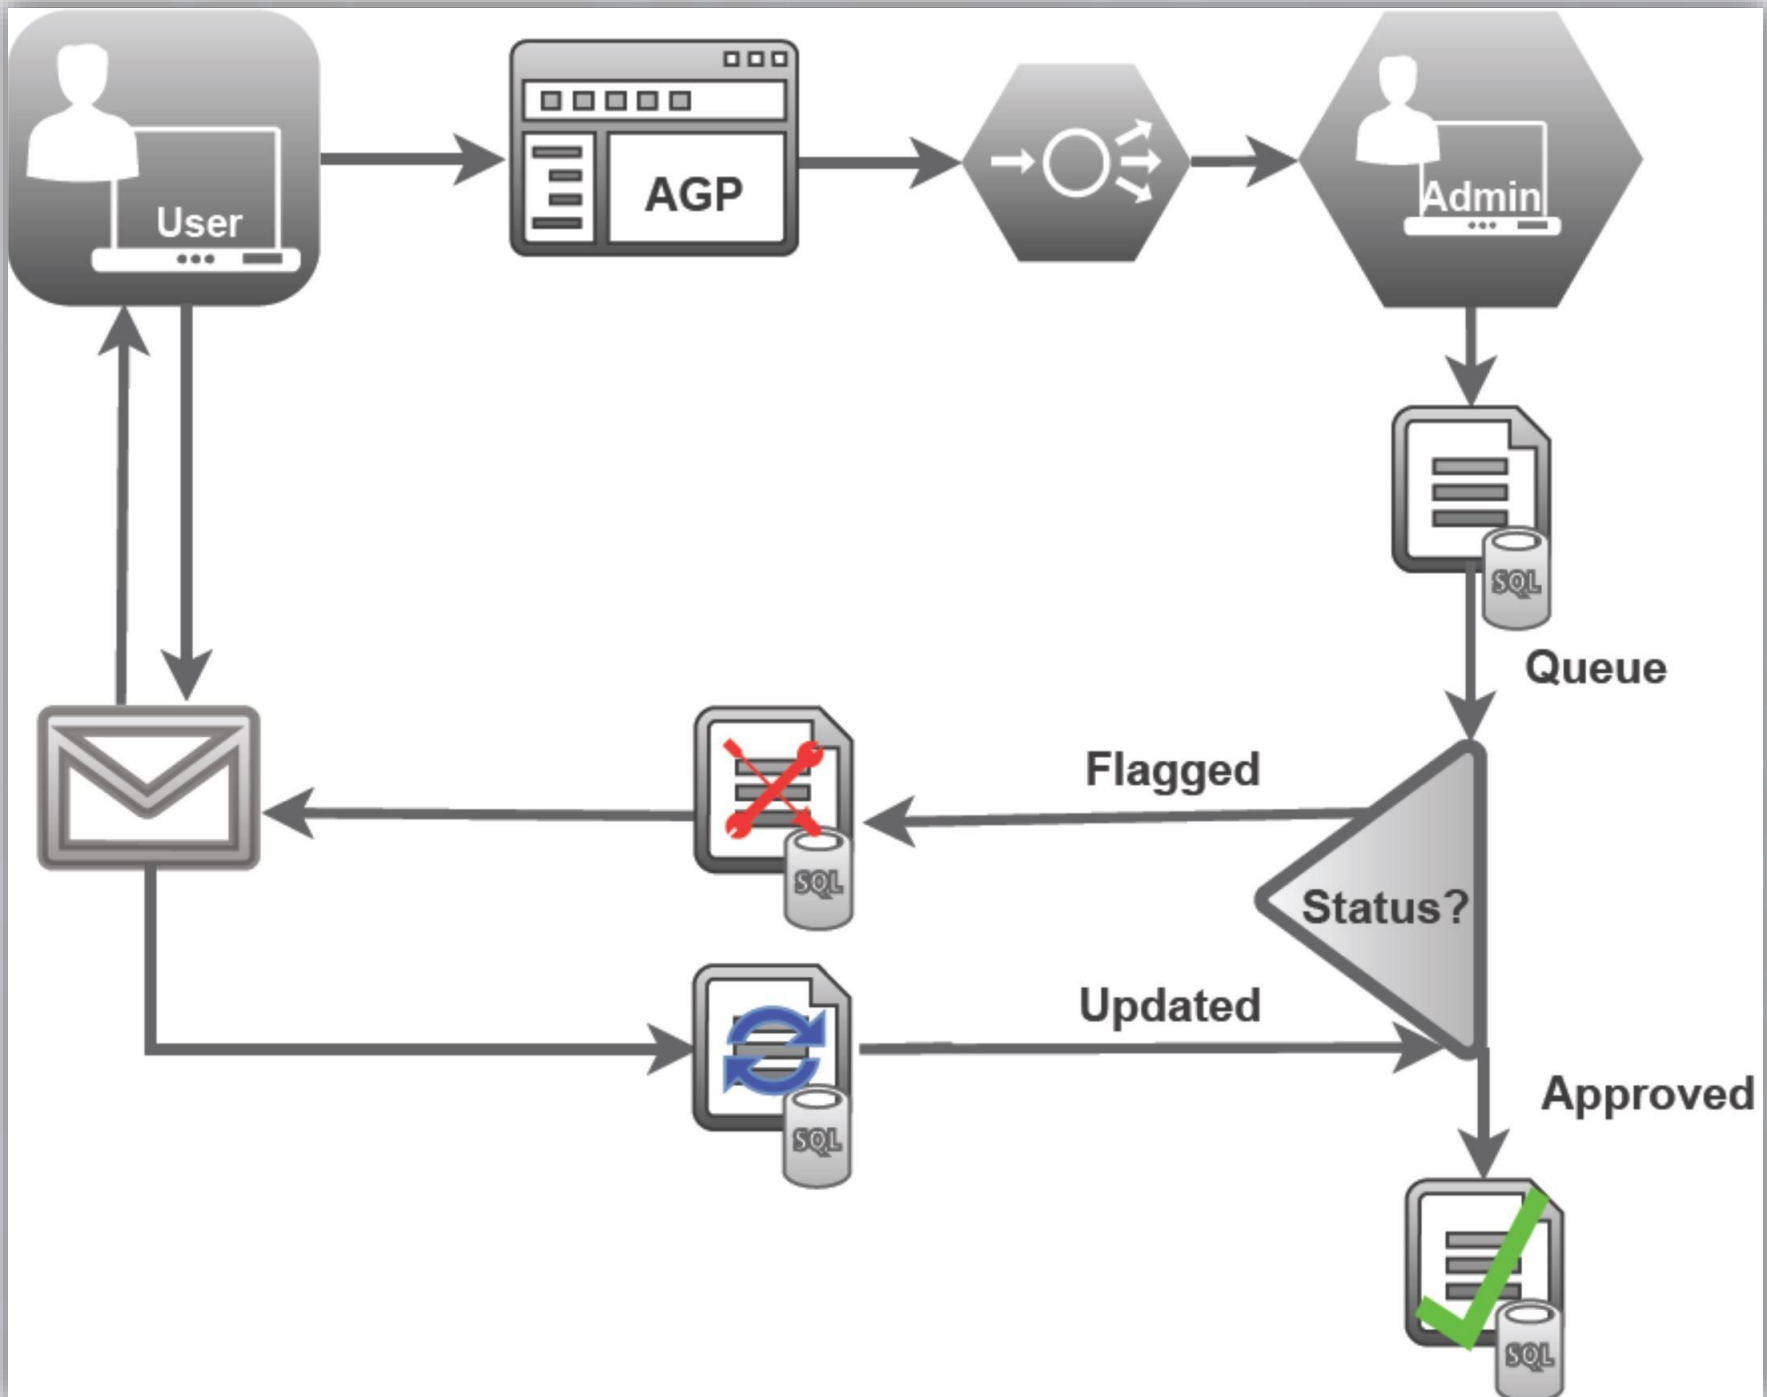 User
AGP
Admin
SQL
Queue
Flagged
SQL
Status?
Updated
SQL
Approved
SQL